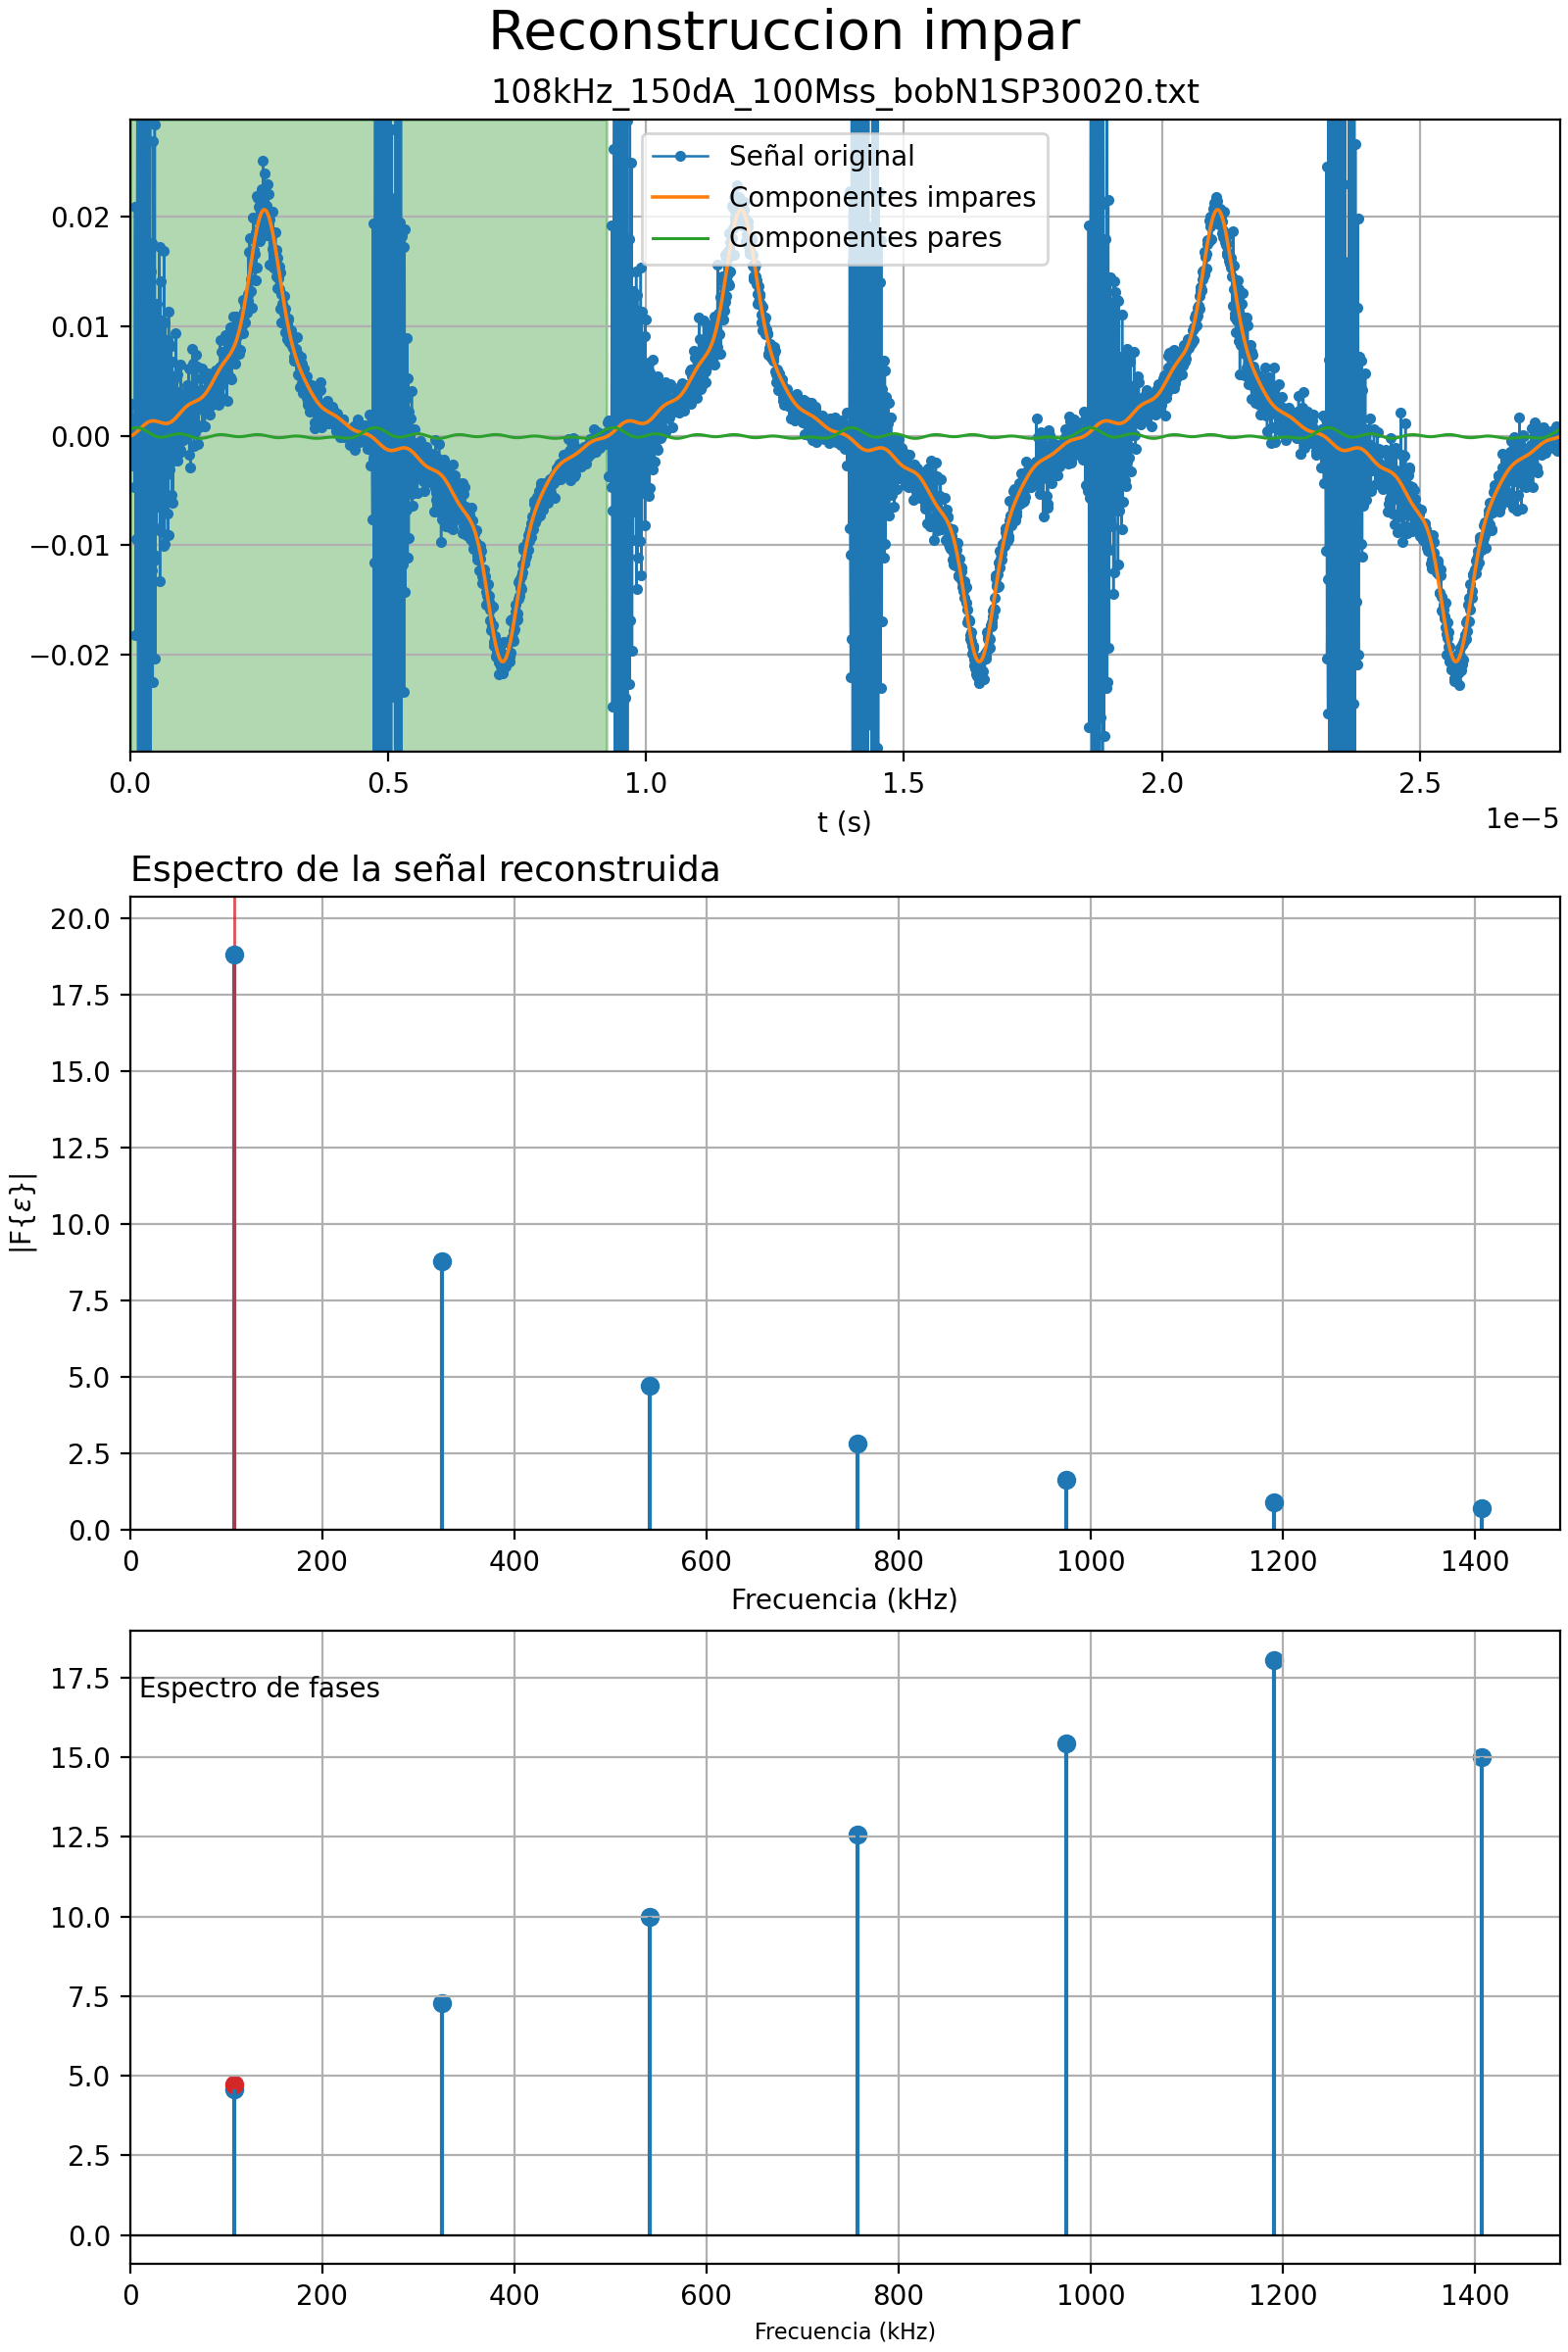 Reconstruccion impar
108kHz_150dA_100Mss_bobN1SP30020.txt
Señal original
Componentes impares
Componentes pares
0.02
0.01
0.00
−0.01
−0.02
0.0 0.5 1.0 1.5 2.0 2.5
1e−5
t (s)
Espectro de la señal reconstruida
20.0
17.5
15.0
12.5
10.0
7.5
5.0
2.5
0.0
|F{ε}|
0 200 400 600 800 1000 1200 1400
Frecuencia (kHz)
Espectro de fases
17.5
15.0
12.5
10.0
7.5
5.0
2.5
0.0
0 200 400 600 800 1000 1200 1400
Frecuencia (kHz)